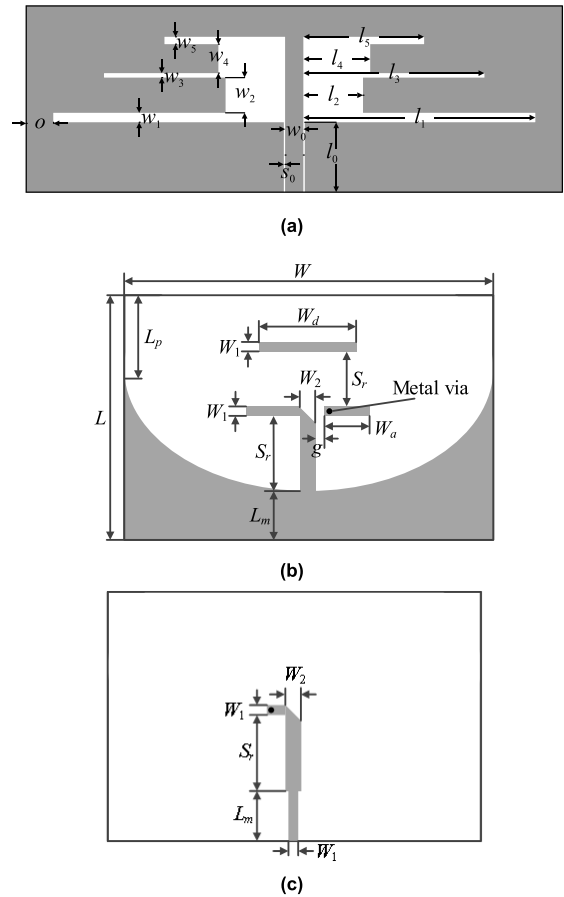 w5 l5
w4 l4
w3 l3
w2 l2
o w1 w0 l1
s0 l0
(a)
W
Lp
Wd
W1
W2 Sr
Metal via
W1
L
Sr g Wa
Lm
(b)
W2
W1
Sr
Lm
W1
(c)